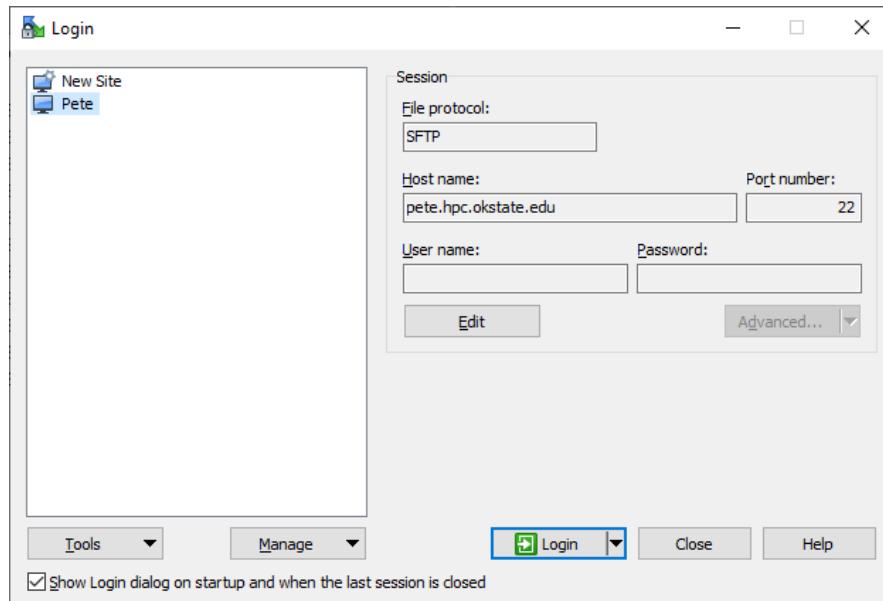 Login
New Site
Pete
Session
File protocol:
SFTP
Host name:
Port number:
pete.hpc.okstate.edu
22
User name:
Password:
Edit
Advanced...
Tools
Manage
Login
Close
Help
Show Login dialog on startup and when the last session is closed